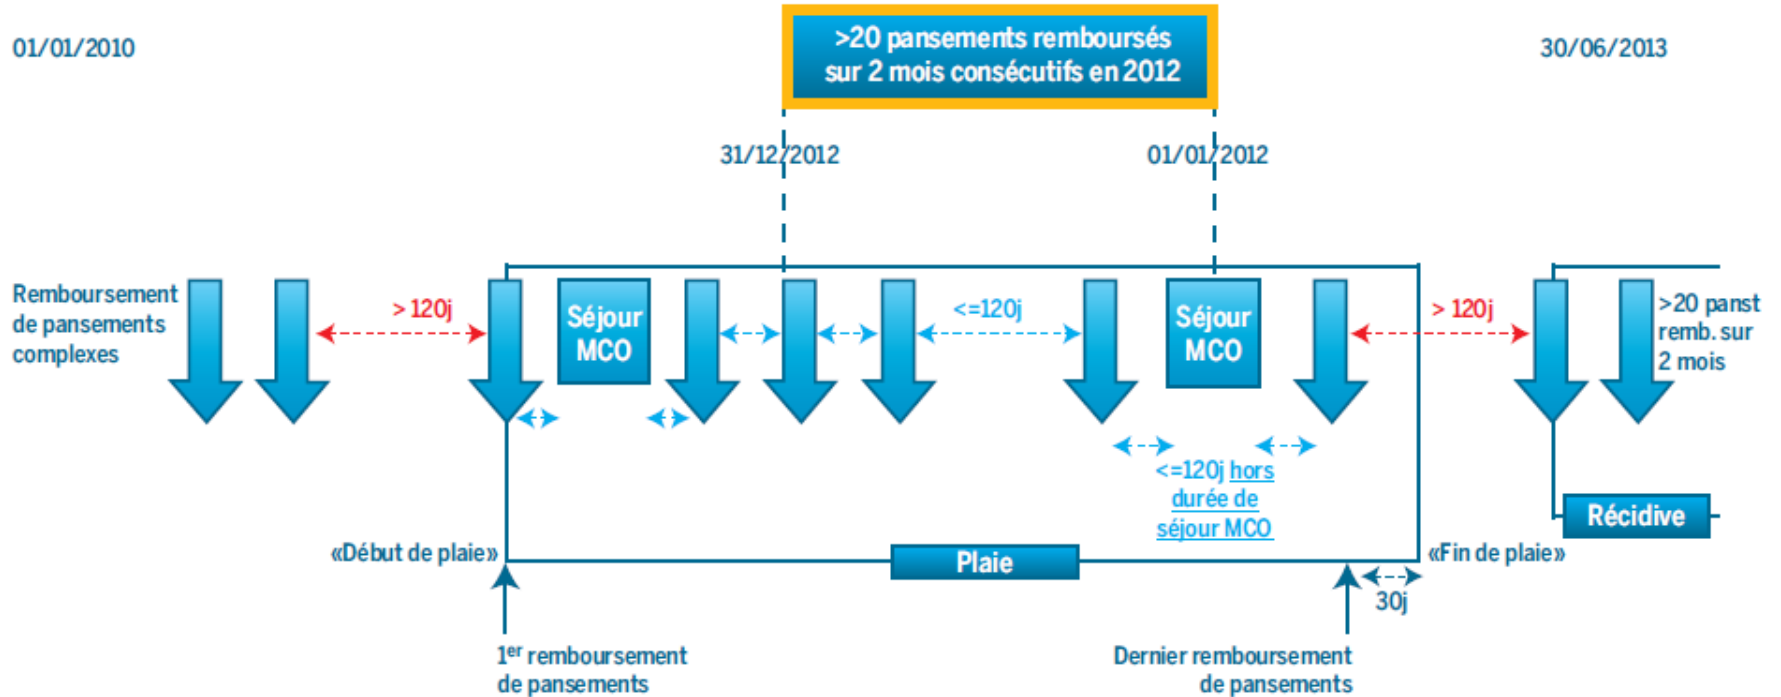 01/01/2010
>20 pansements remboursés
sur 2 mois consécutifs en 2012
30/06/2013
31/12/2012
01/01/2012
Remboursement
de pansements
complexes
> 120j
Séjour
MCO
<=120j
Séjour
MCO
> 120j
>20 panst
remb. sur
2 mois
<=120j hors
durée de
séjour MCO
Récidive
«Début de plaie»
Plaie
«Fin de plaie»
30j
1er remboursement
de pansements
Dernier remboursement
de pansements